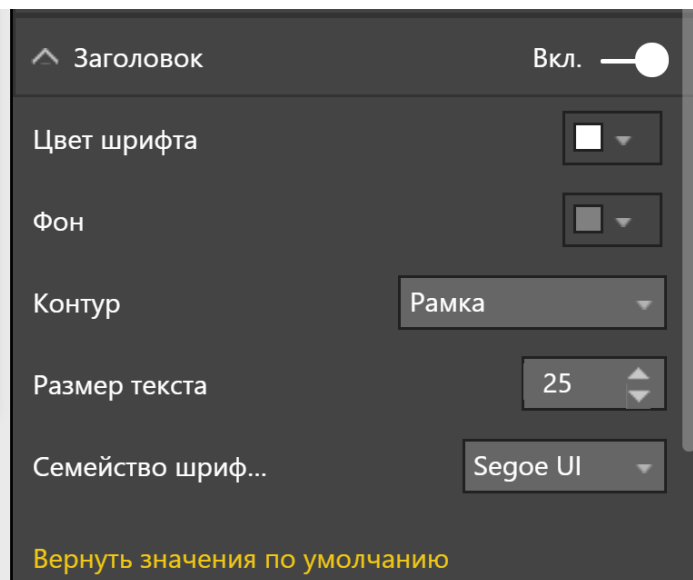 Заголовок Вкл.
Цвет шрифта
Фон
Контур Рамка
Размер текста 25
Семейство шриф... Segoe UI
Вернуть значения по умолчанию